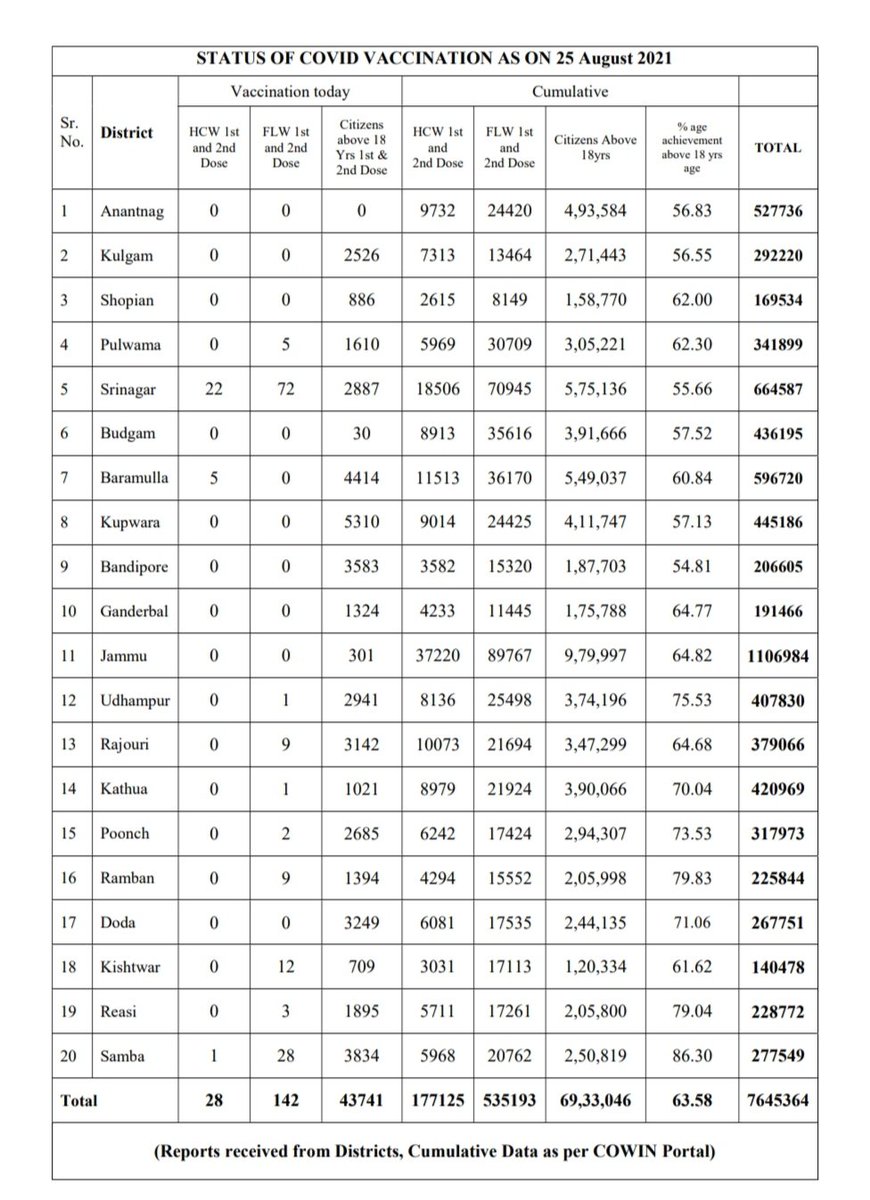 STATUS OF COVID VACCINATION AS ON 25 August 2021
Sr. No. District Vaccination today Cumulative
HCW 1st and 2nd Dose FLW 1st and 2nd Dose Citizens above 18 Yrs 1st & 2nd Dose HCW 1st and 2nd Dose FLW 1st and 2nd Dose Citizens Above 18yrs % age achievement above 18 yrs age TOTAL
1 Anantnag 0 0 0 9732 24420 4,93,584 56.83 527736
2 Kulgam 0 0 2526 7313 13464 2,71,443 56.55 292220
3 Shopian 0 0 886 2615 8149 1,58,770 62.00 169534
4 Pulwama 0 5 1610 5969 30709 3,05,221 62.30 341899
5 Srinagar 22 72 2887 18506 70945 5,75,136 55.66 664587
6 Budgam 0 0 30 8913 35616 3,91,666 57.52 436195
7 Baramulla 5 0 4414 11513 36170 5,49,037 60.84 596720
8 Kupwara 0 0 5310 9014 24425 4,11,747 57.13 445186
9 Bandipore 0 0 3583 3582 15320 1,87,703 54.81 206605
10 Ganderbal 0 0 1324 4233 11445 1,75,788 64.77 191466
11 Jammu 0 0 301 37220 89767 9,79,997 64.82 1106984
12 Udhampur 0 1 2941 8136 25498 3,74,196 75.53 407830
13 Rajouri 0 9 3142 10073 21694 3,47,299 64.68 379066
14 Kathua 0 1 1021 8979 21924 3,90,066 70.04 420969
15 Poonch 0 2 2685 6242 17424 2,94,307 73.53 317973
16 Ramban 0 9 1394 4294 15552 2,05,998 79.83 225844
17 Doda 0 0 3249 6081 17535 2,44,135 71.06 267751
18 Kishtwar 0 12 709 3031 17113 1,20,334 61.62 140478
19 Reasi 0 3 1895 5711 17261 2,05,800 79.04 228772
20 Samba 1 28 3834 5968 20762 2,50,819 86.30 277549
Total 28 142 43741 177125 535193 69,33,046 63.58 7645364
(Reports received from Districts, Cumulative Data as per COWIN Portal)